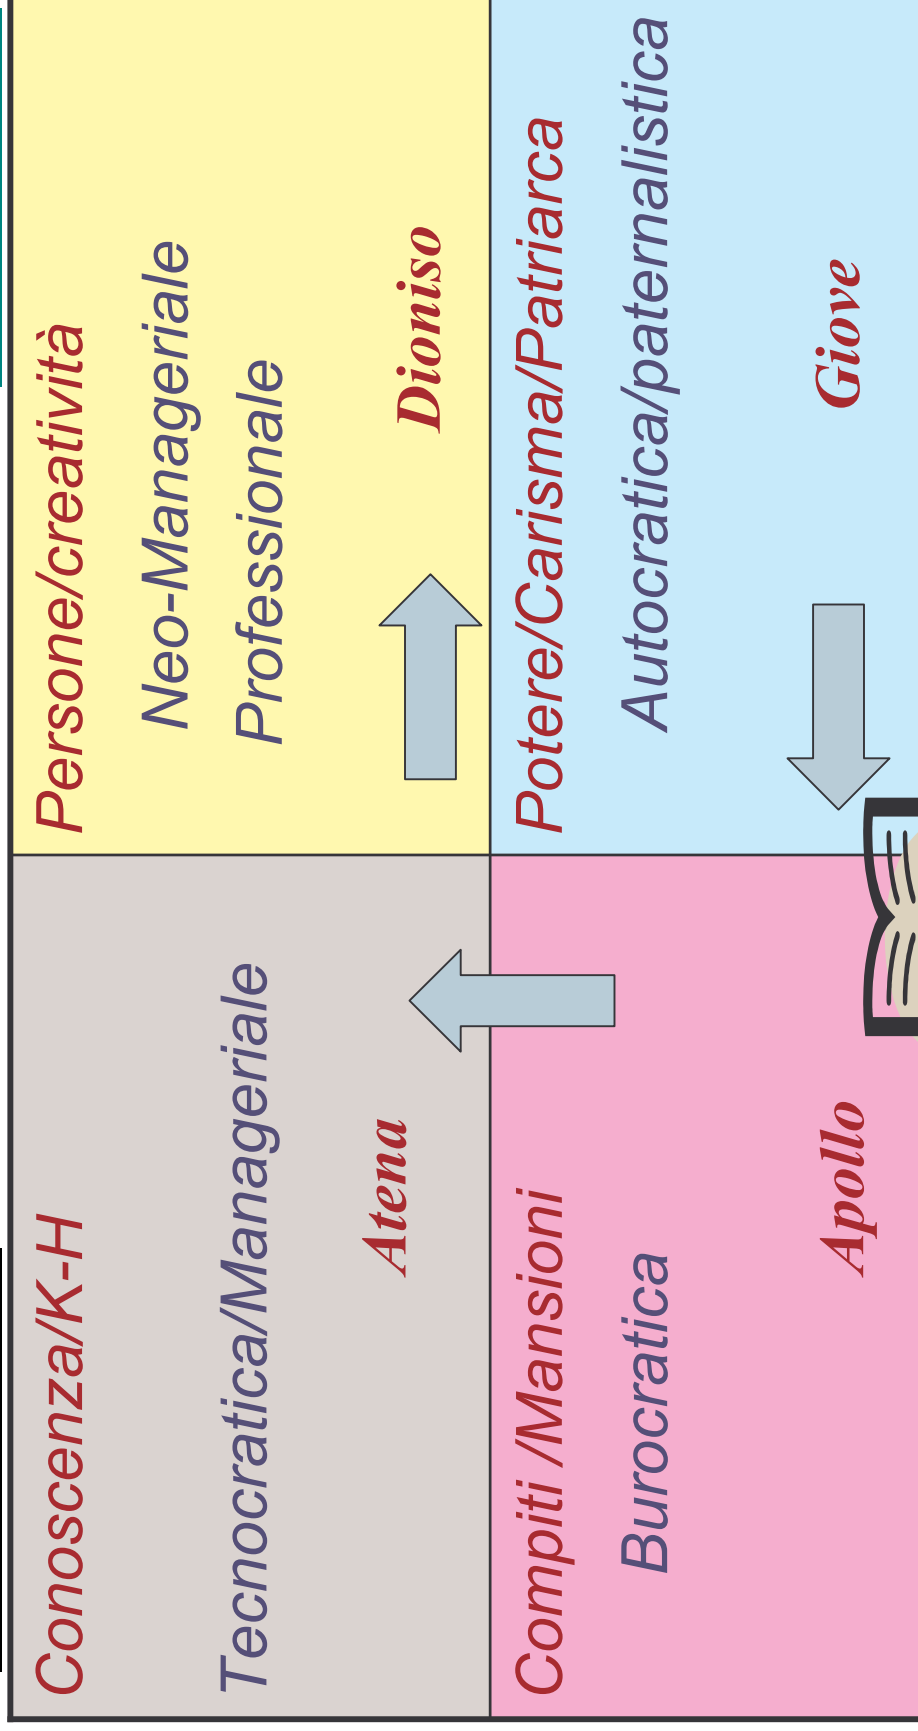 Conoscenza/K-H
Tecnocratica/Manageriale
Atena
Persone/creatività
Neo-Manageriale
Professionale
Dioniso
Compiti /Mansioni
Burocratica
Apollo
Potere/Carisma/Patriarca
Autocratica/paternalistica
Giove